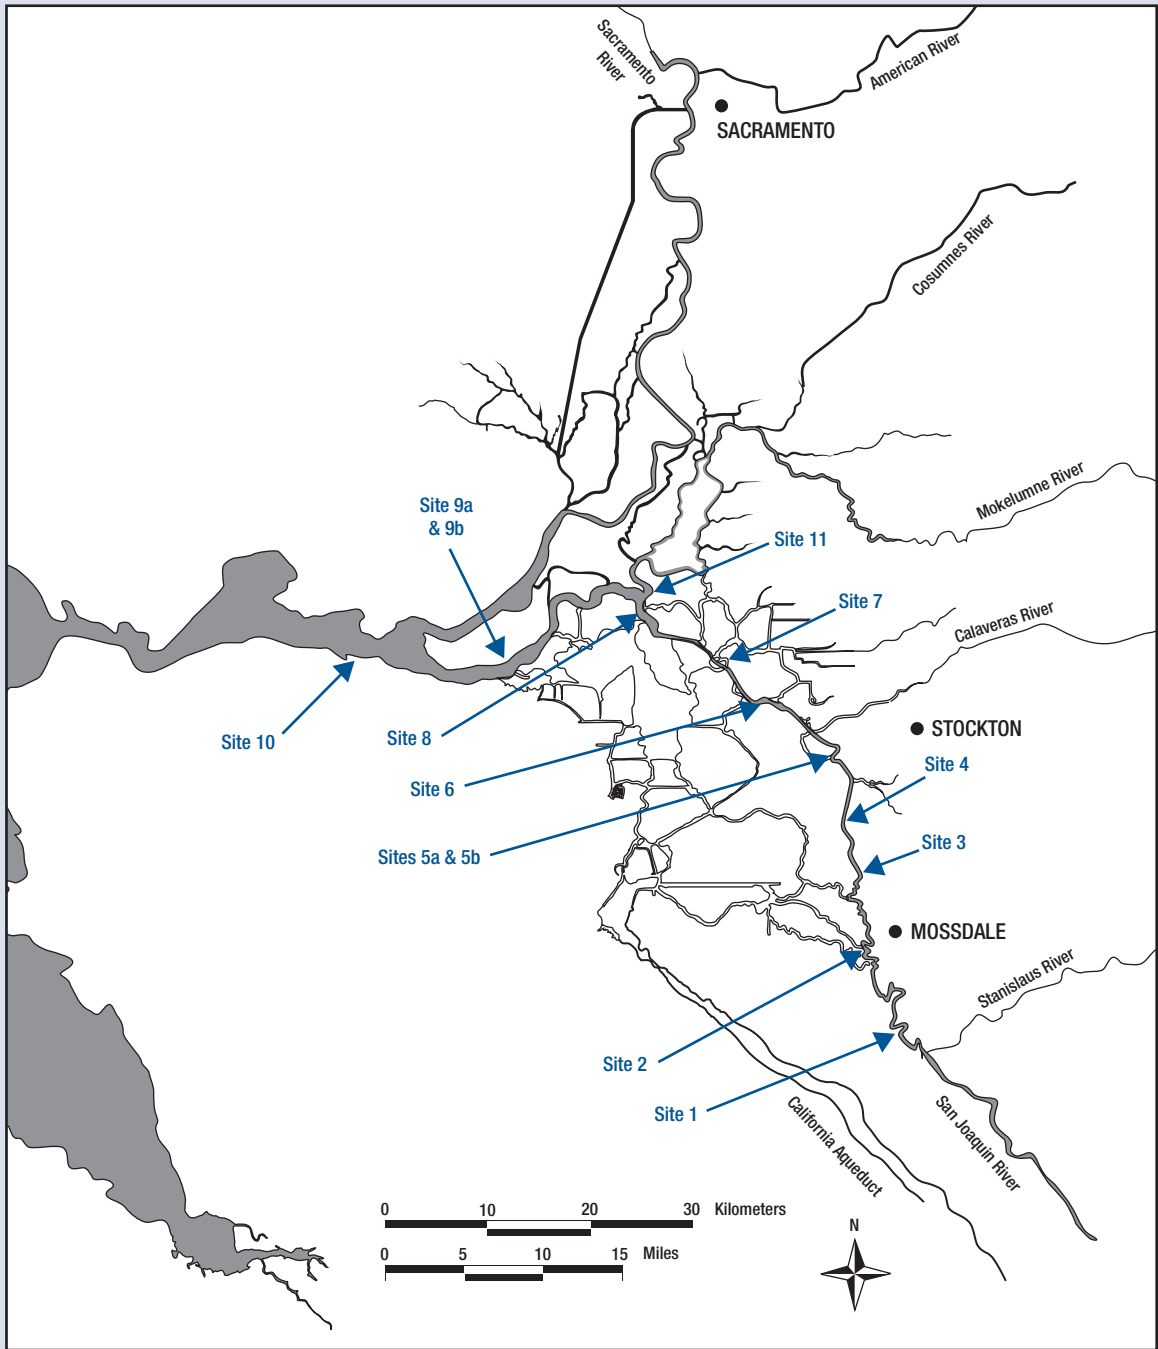 Sacramento
River
American River
SACRAMENTO
Cosumnes River
Mokelumne River
Site 9a
& 9b
Site 11
Site 7
Calaveras River
Site 10
Site 8
STOCKTON
Site 6
Site 4
Sites 5a & 5b
Site 3
MOSSDALE
Stanislaus River
Site 2
Site 1
San Joaquin River
California Aqueduct
0 10 20 30 Kilometers
0 5 10 15 Miles
N